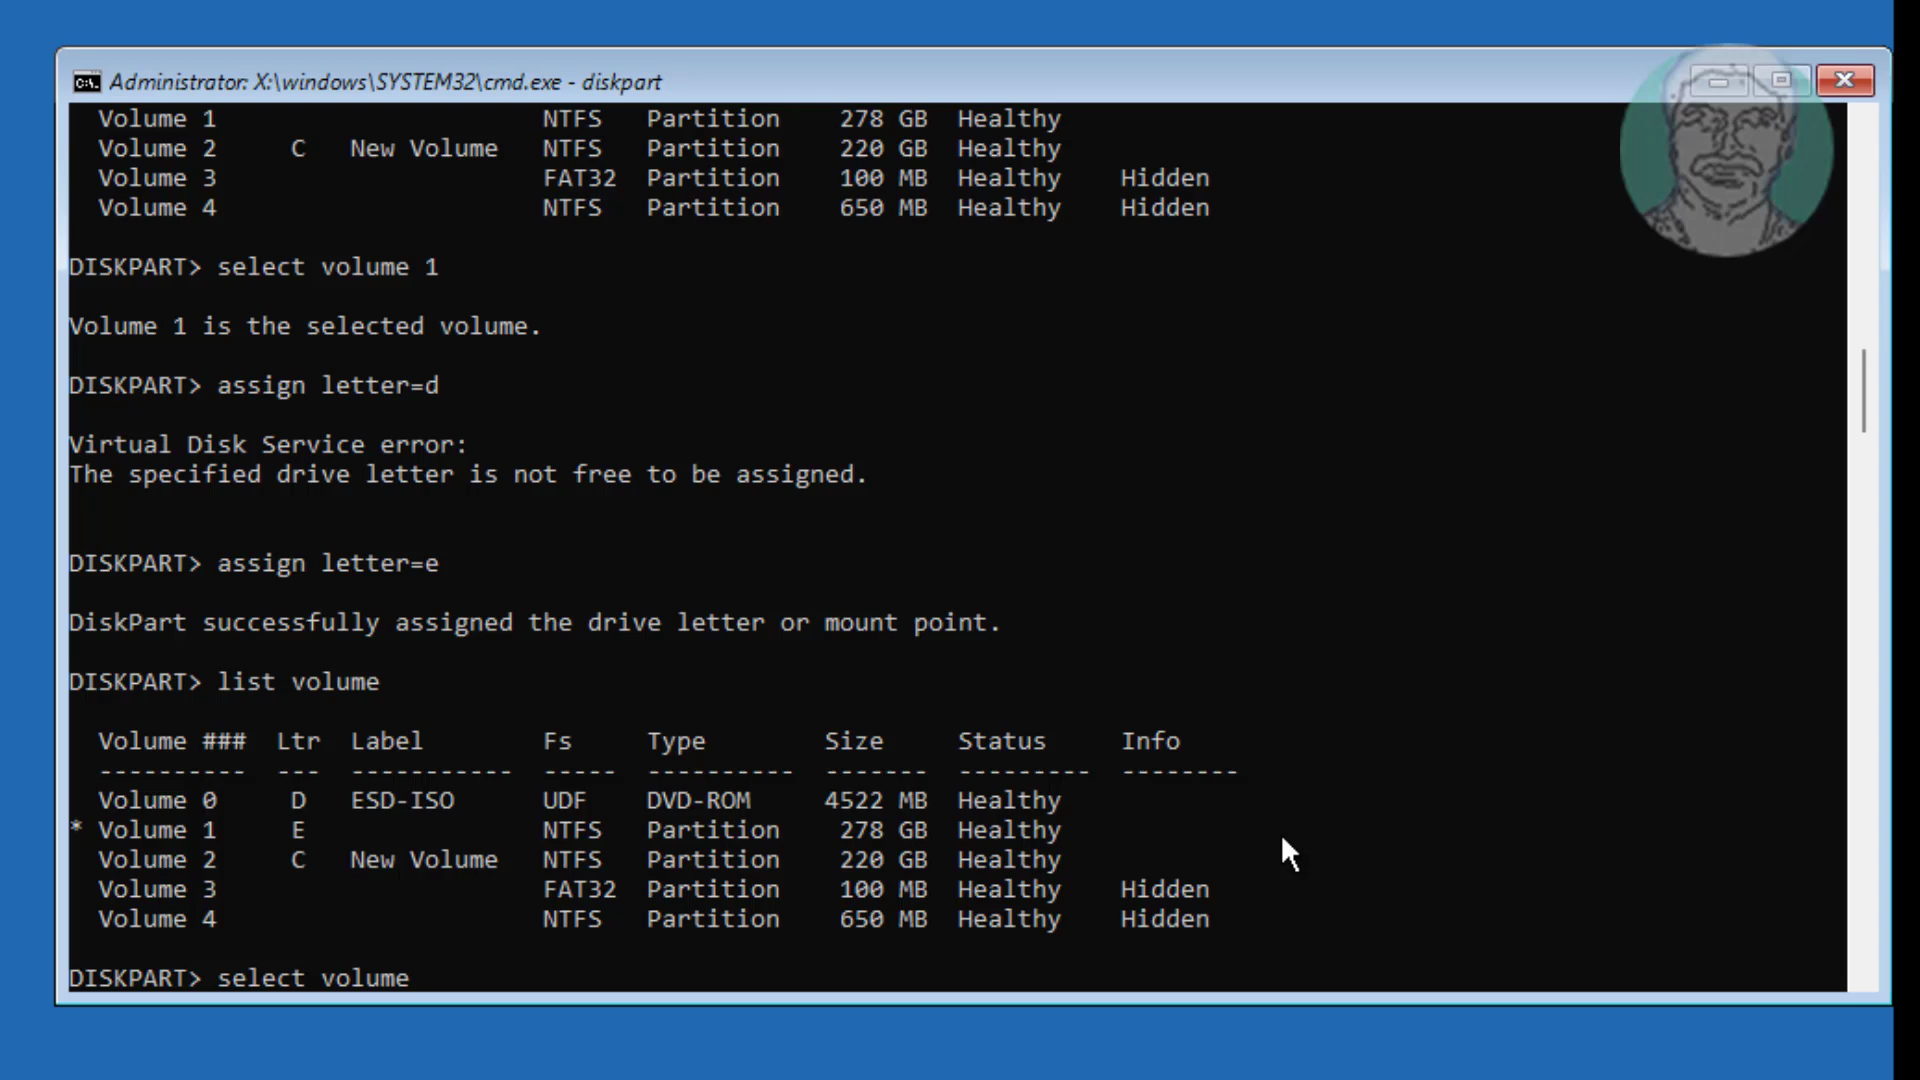 Administrator: X:\windows\SYSTEM32\cmd.exe - diskpart
Volume 1 NTFS Partition 278 GB Healthy
Volume 2 C New Volume NTFS Partition 220 GB Healthy
Volume 3 FAT32 Partition 100 MB Healthy Hidden
Volume 4 NTFS Partition 650 MB Healthy Hidden
DISKPART> select volume 1
Volume 1 is the selected volume.
DISKPART> assign letter=d
Virtual Disk Service error:
The specified drive letter is not free to be assigned.
DISKPART> assign letter=e
DiskPart successfully assigned the drive letter or mount point.
DISKPART> list volume
Volume ### Ltr Label Fs Type Size Status Info
---------- --- ----------- ----- ---------- ------- --------- --------
Volume 0 D ESD-ISO UDF DVD-ROM 4522 MB Healthy
* Volume 1 E NTFS Partition 278 GB Healthy
Volume 2 C New Volume NTFS Partition 220 GB Healthy
Volume 3 FAT32 Partition 100 MB Healthy Hidden
Volume 4 NTFS Partition 650 MB Healthy Hidden
DISKPART> select volume